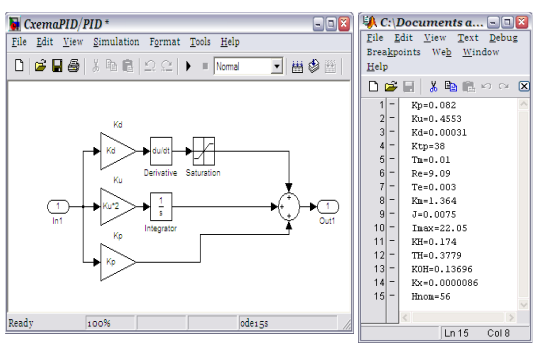 CxemaPID/PID *
File Edit View Simulation Format Tools Help
Normal
Kd
Kd
du/dt
Derivative
Saturation
Ku
1
In1
Ku*2
1
s
Integrator
1
Out1
Kp
Kp
Ready 100% ode15s
C:\Documents a...
File Edit View Text Debug
Breakpoints Web Window
Help
1 Kp=0.082
2 Ku=0.4553
3 Kd=0.00031
4 Ktp=38
5 Tm=0.01
6 Re=9.09
7 Te=0.003
8 Km=1.364
9 J=0.0075
10 Imax=22.05
11 KH=0.174
12 TH=0.3779
13 KOH=0.13696
14 Kx=0.0000086
15 Hnom=56
Ln 15 Col 8